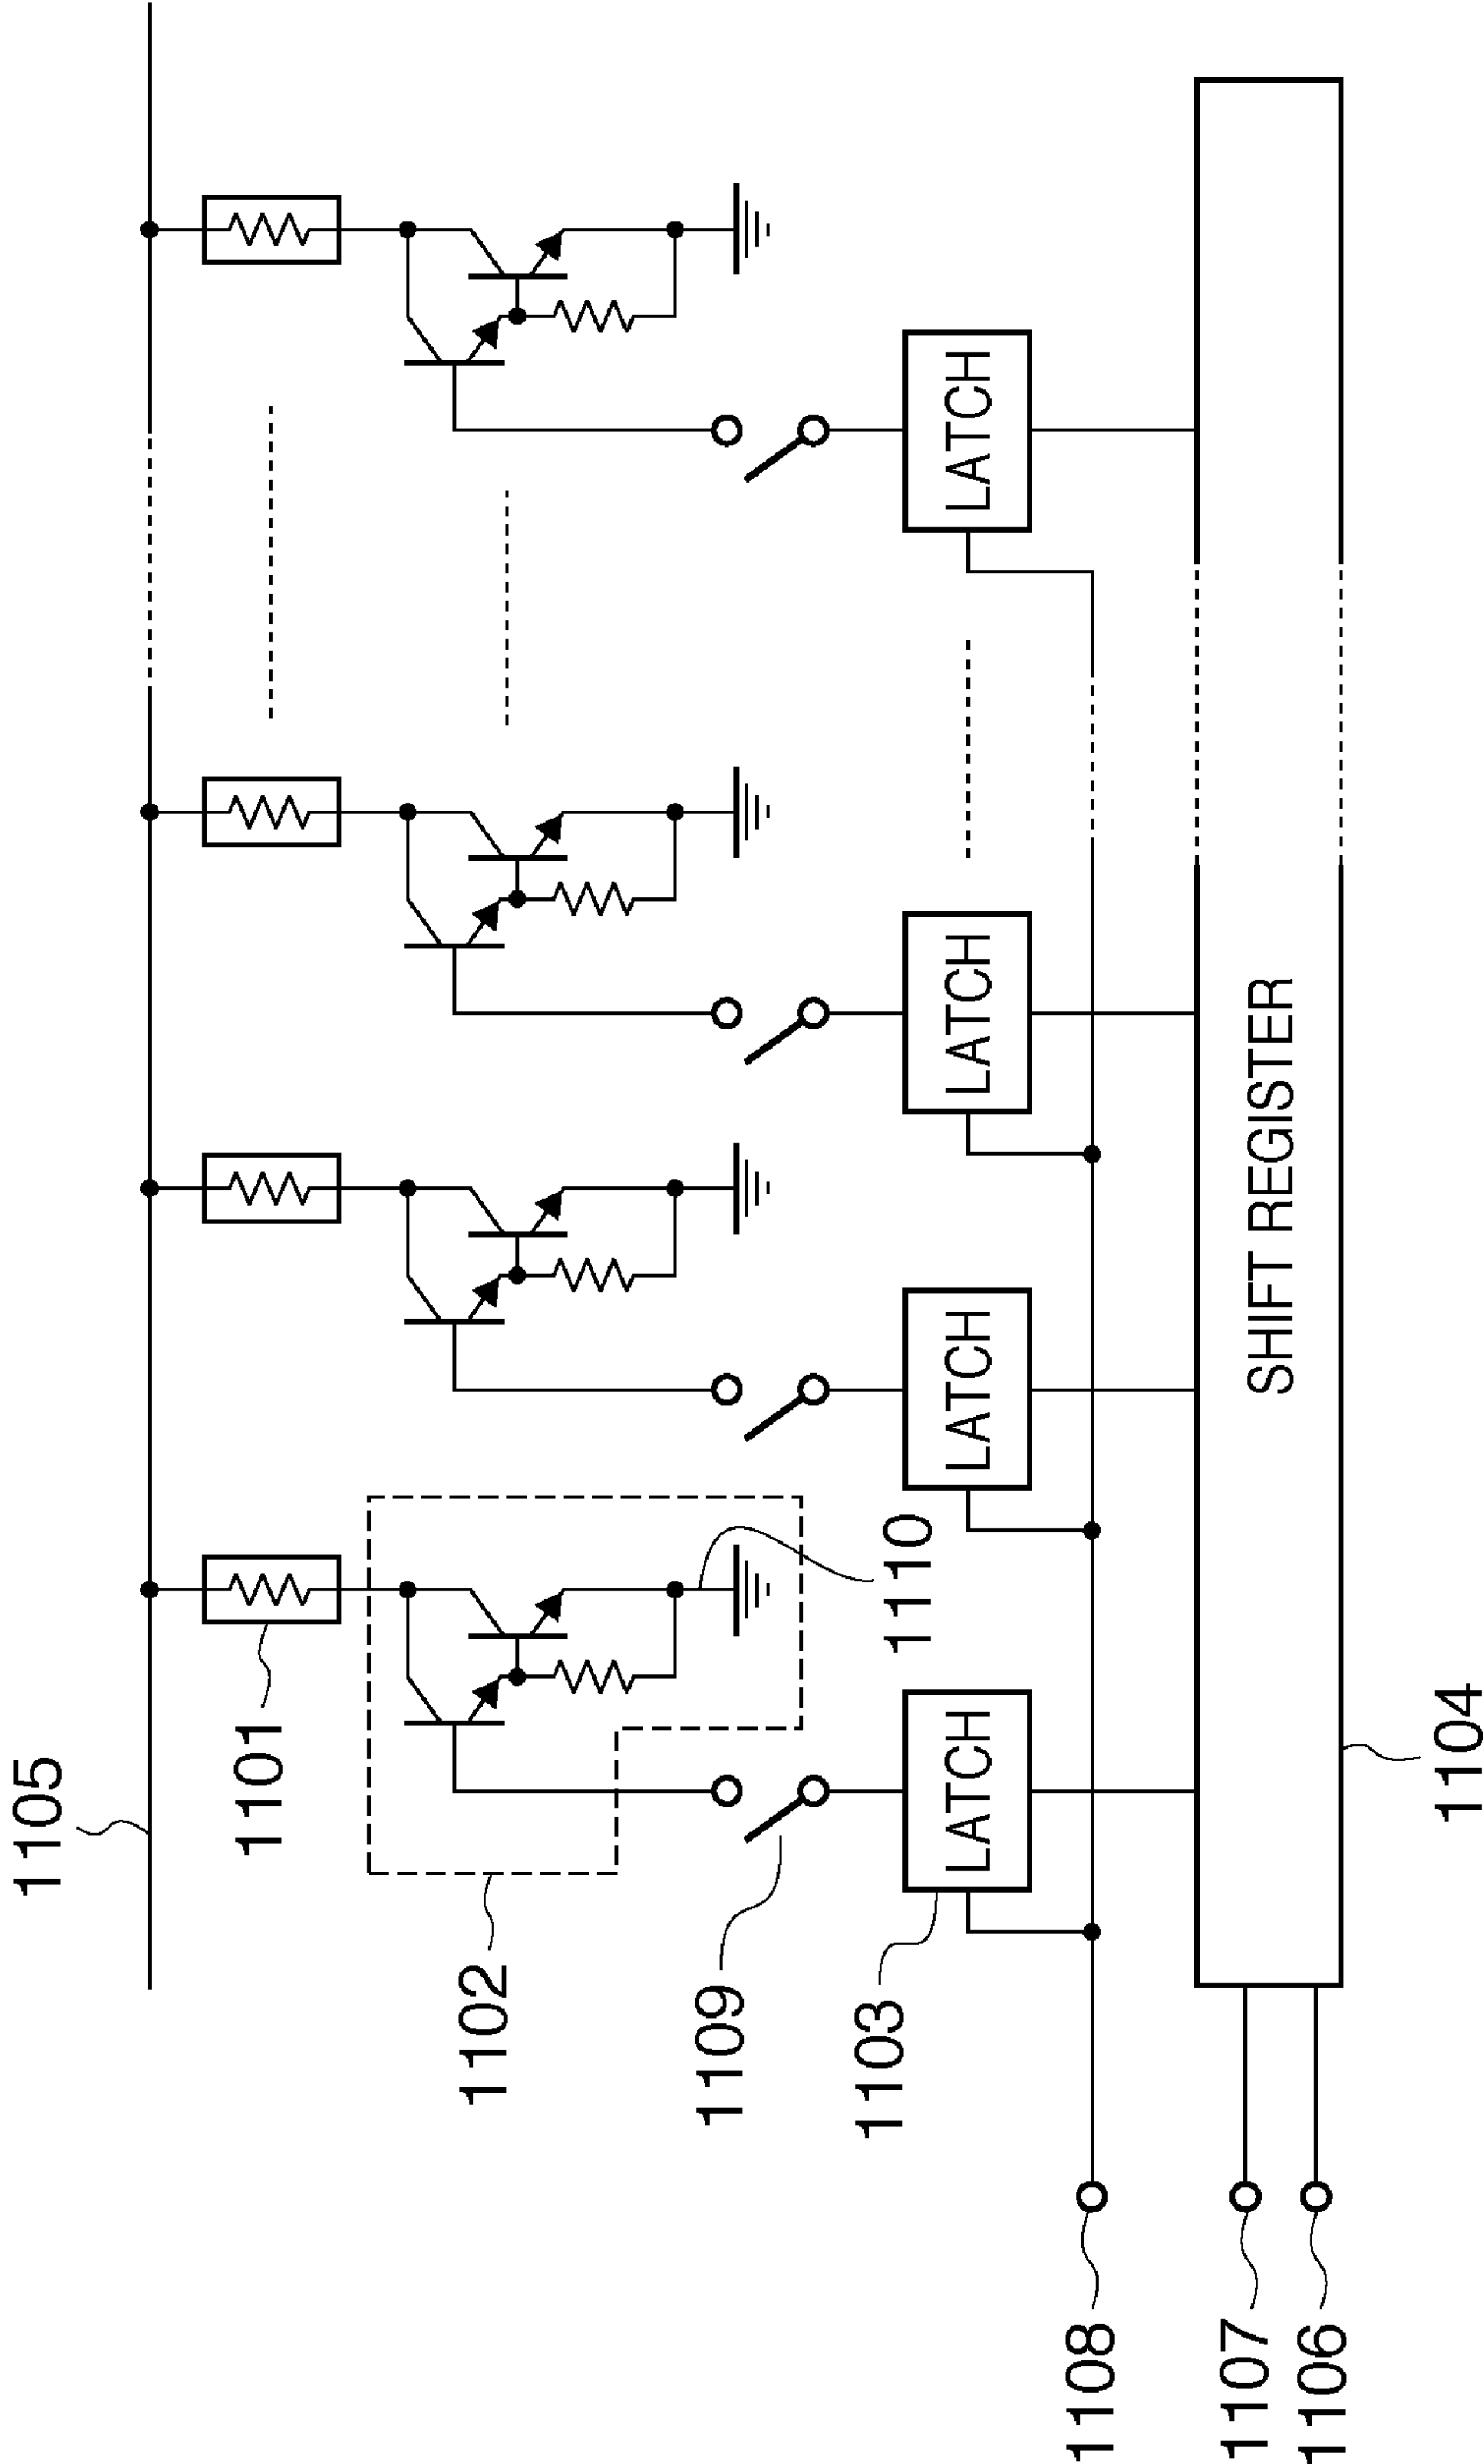 1105
1101
1102
1110
1109
LATCH
LATCH
LATCH
LATCH
1103
1108
SHIFT REGISTER
1107
1106
1104